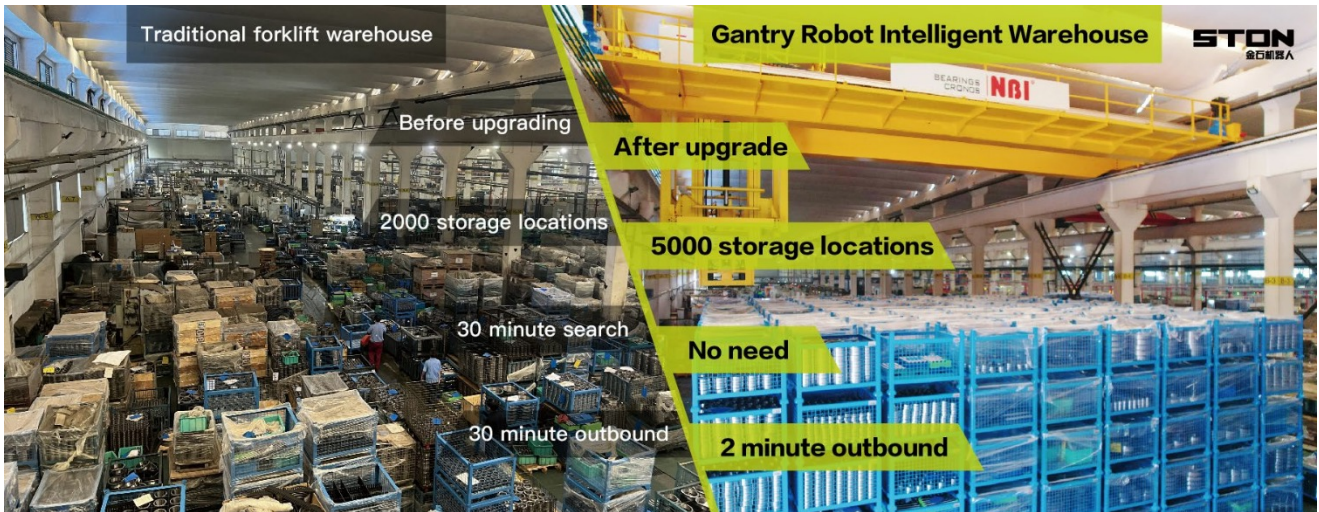 Traditional forklift warehouse
Before upgrading
2000 storage locations
30 minute search
30 minute outbound
Gantry Robot Intelligent Warehouse
STON
金石机器人
BEARINGS
CRONOS
NBI
After upgrade
5000 storage locations
No need
2 minute outbound